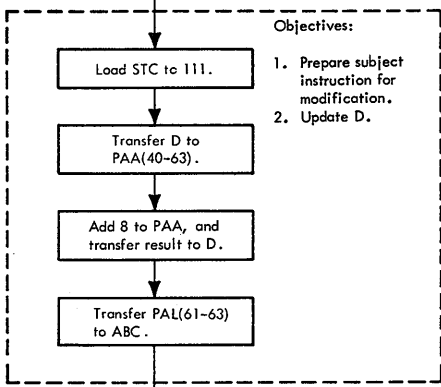 Objectives:
1. Prepare subject
instruction for
modification.
2. Update D.
Load STC to 111.
Transfer D to
PAA(40-63).
Add 8 to PAA, and
transfer result to D.
Transfer PAL(61-63)
to ABC.